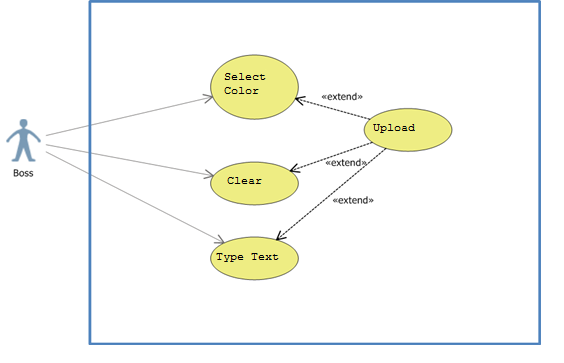 Select
Color
«extend»
Upload
Boss
«extend»
Clear
«extend»
Type Text